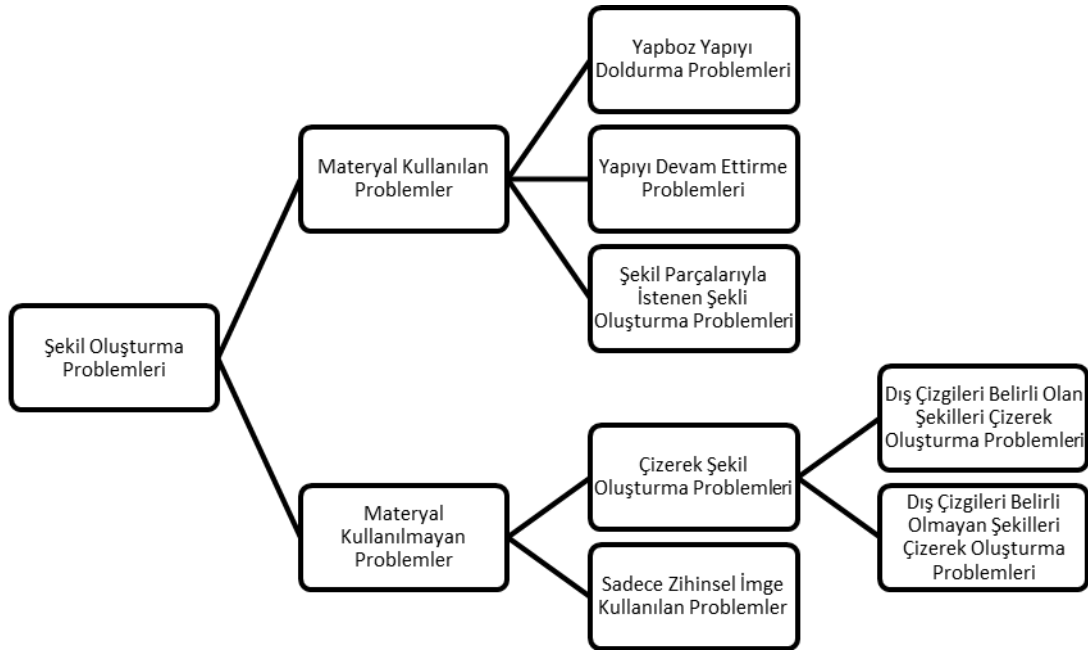 Şekil Oluşturma
Problemleri
Materyal Kullanılan
Problemler
Yapboz Yapıyı
Doldurma Problemleri
Yapıyı Devam Ettirme
Problemleri
Şekil Parçalarıyla
İstenen Şekli
Oluşturma Problemleri
Materyal
Kullanılmayan
Problemler
Çizerek Şekil
Oluşturma Problemleri
Dış Çizgileri Belirli Olan
Şekilleri Çizerek
Oluşturma Problemleri
Dış Çizgileri Belirli
Olmayan Şekilleri
Çizerek Oluşturma
Problemleri
Sadece Zihinsel İmge
Kullanılan Problemler